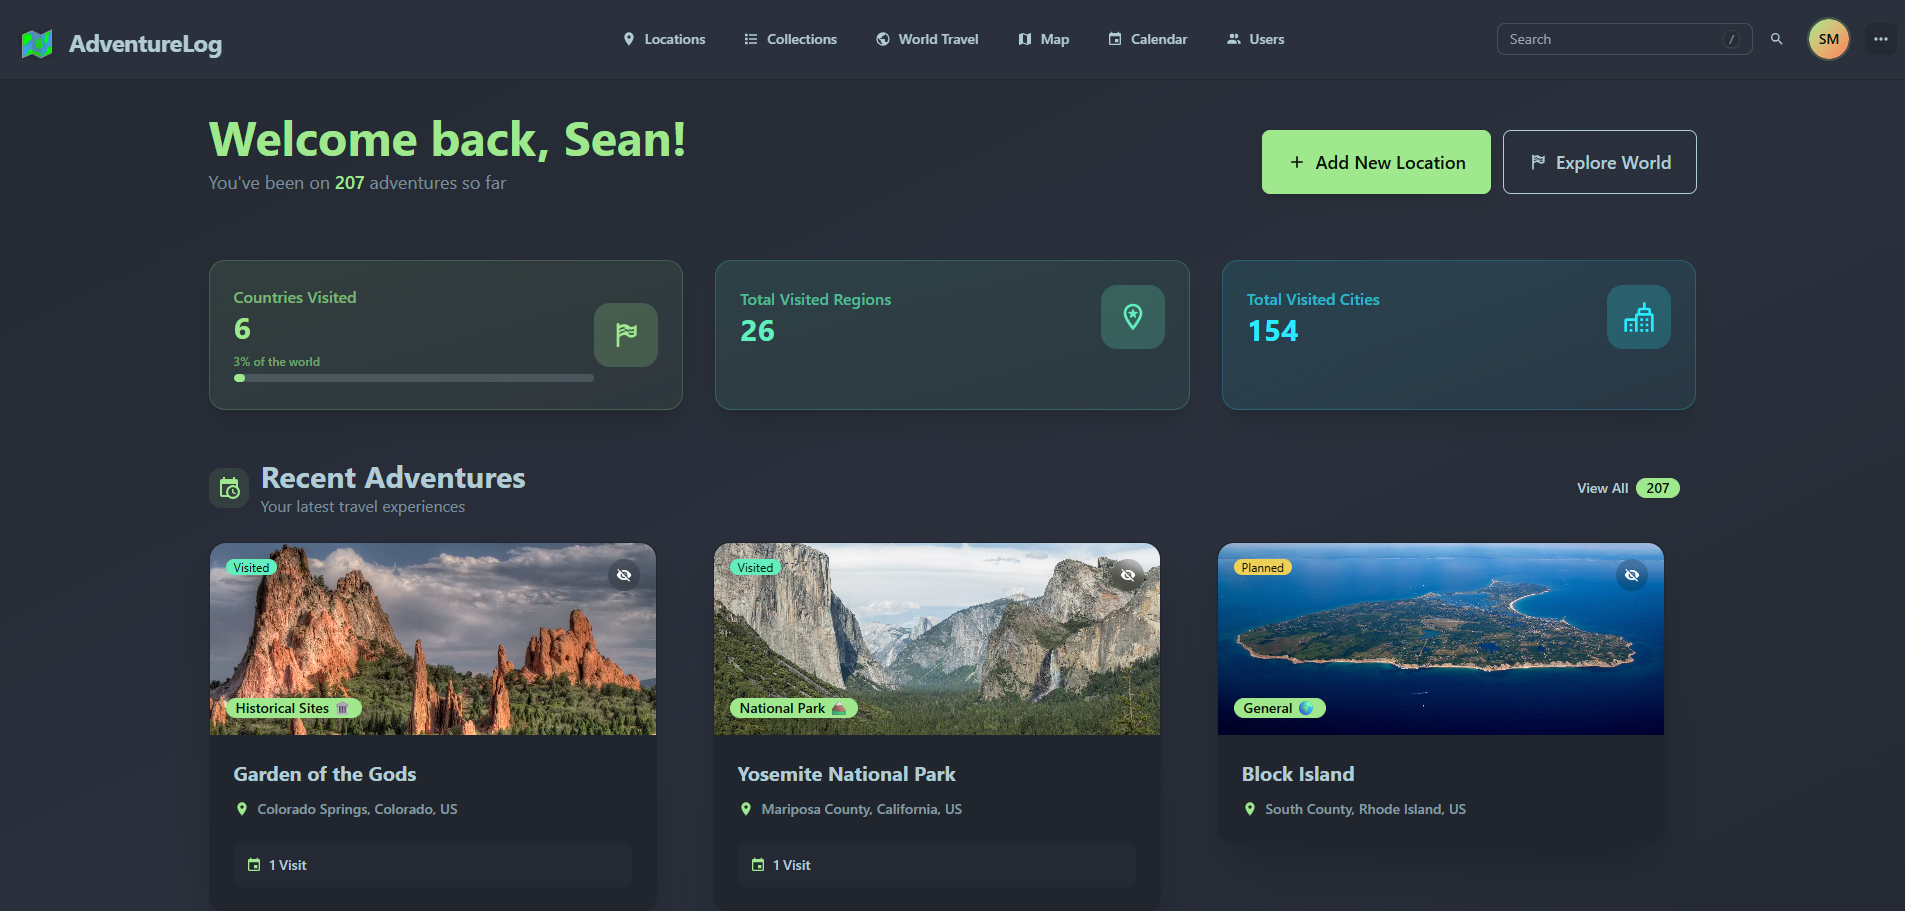 AdventureLog
Locations
Collections
World Travel
Map
Calendar
Users
Search
/
SM
Welcome back, Sean!
You've been on 207 adventures so far
Add New Location
Explore World
Countries Visited
6
3% of the world
Total Visited Regions
26
Total Visited Cities
154
Recent Adventures
Your latest travel experiences
View All 207
Visited
Historical Sites
Garden of the Gods
Colorado Springs, Colorado, US
1 Visit
Visited
National Park
Yosemite National Park
Mariposa County, California, US
1 Visit
Planned
General
Block Island
South County, Rhode Island, US